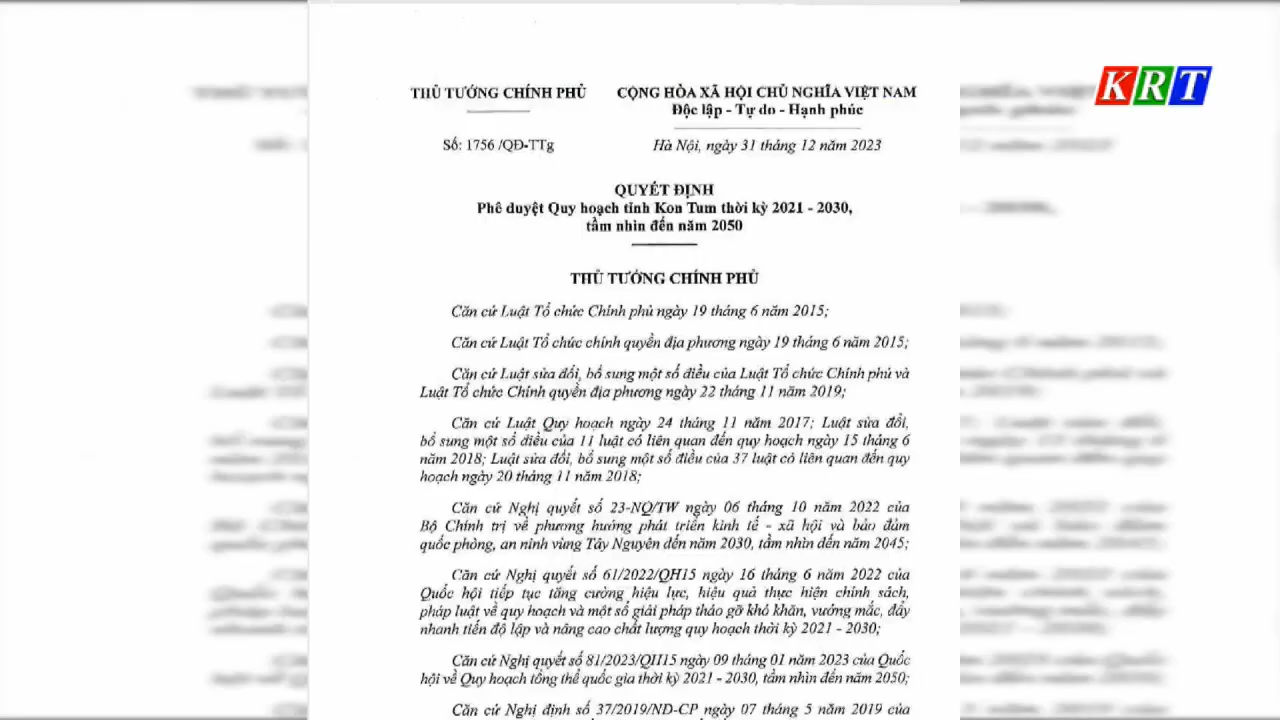 THỦ TƯỚNG CHÍNH PHỦ
CỘNG HÒA XÃ HỘI CHỦ NGHĨA VIỆT NAM
Độc lập - Tự do - Hạnh phúc
KRT
Số: 1756 /QĐ-TTg
Hà Nội, ngày 31 tháng 12 năm 2023
QUYẾT ĐỊNH
Phê duyệt Quy hoạch tỉnh Kon Tum thời kỳ 2021 - 2030,
tầm nhìn đến năm 2050
THỦ TƯỚNG CHÍNH PHỦ
Căn cứ Luật Tổ chức Chính phủ ngày 19 tháng 6 năm 2015;
Căn cứ Luật Tổ chức chính quyền địa phương ngày 19 tháng 6 năm 2015;
Căn cứ Luật sửa đổi, bổ sung một số điều của Luật Tổ chức Chính phủ và
Luật Tổ chức Chính quyền địa phương ngày 22 tháng 11 năm 2019;
Căn cứ Luật Quy hoạch ngày 24 tháng 11 năm 2017; Luật sửa đổi,
bổ sung một số điều của 11 luật có liên quan đến quy hoạch ngày 15 tháng 6
năm 2018; Luật sửa đổi, bổ sung một số điều của 37 luật có liên quan đến quy
hoạch ngày 20 tháng 11 năm 2018;
Căn cứ Nghị quyết số 23-NQ/TW ngày 06 tháng 10 năm 2022 của
Bộ Chính trị về phương hướng phát triển kinh tế - xã hội và bảo đảm
quốc phòng, an ninh vùng Tây Nguyên đến năm 2030, tầm nhìn đến năm 2045;
Căn cứ Nghị quyết số 61/2022/QH15 ngày 16 tháng 6 năm 2022 của
Quốc hội tiếp tục tăng cường hiệu lực, hiệu quả thực hiện chính sách,
pháp luật về quy hoạch và một số giải pháp tháo gỡ khó khăn, vướng mắc, đẩy
nhanh tiến độ lập và nâng cao chất lượng quy hoạch thời kỳ 2021 - 2030;
Căn cứ Nghị quyết số 81/2023/QH15 ngày 09 tháng 01 năm 2023 của Quốc
hội về Quy hoạch tổng thể quốc gia thời kỳ 2021 - 2030, tầm nhìn đến năm 2050;
Căn cứ Nghị định số 37/2019/NĐ-CP ngày 07 tháng 5 năm 2019 của